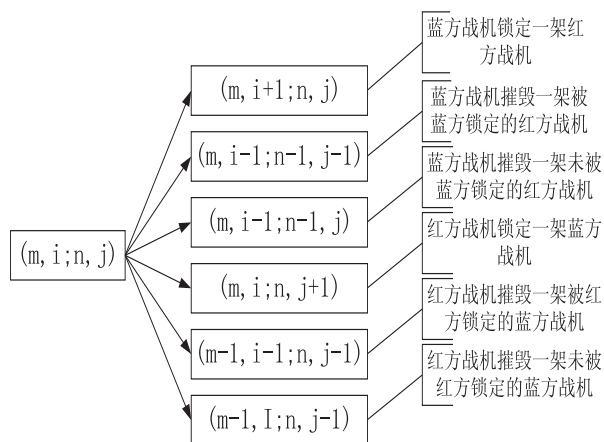 蓝方战机锁定一架红
方战机
(m,i+1;n,j)
蓝方战机摧毁一架被
蓝方锁定的红方战机
(m,i-1;n-1,j-1)
蓝方战机摧毁一架未被
蓝方锁定的红方战机
(m,i-1;n-1,j)
(m,i;n,j)
红方战机锁定一架蓝方
战机
(m,i;n,j+1)
红方战机摧毁一架被红
方锁定的蓝方战机
(m-1,i-1;n,j-1)
红方战机摧毁一架未被
红方锁定的蓝方战机
(m-1,I;n,j-1)